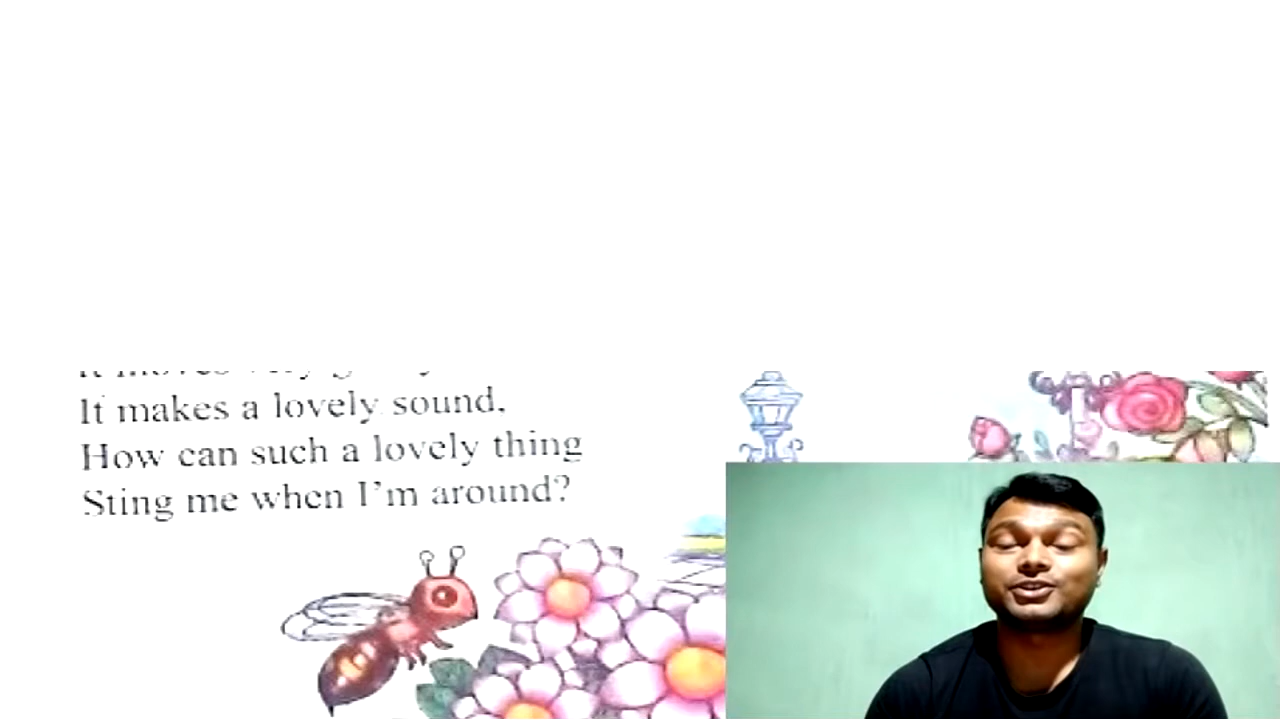 It makes a lovely sound.
How can such a lovely thing
Sting me when I'm around?